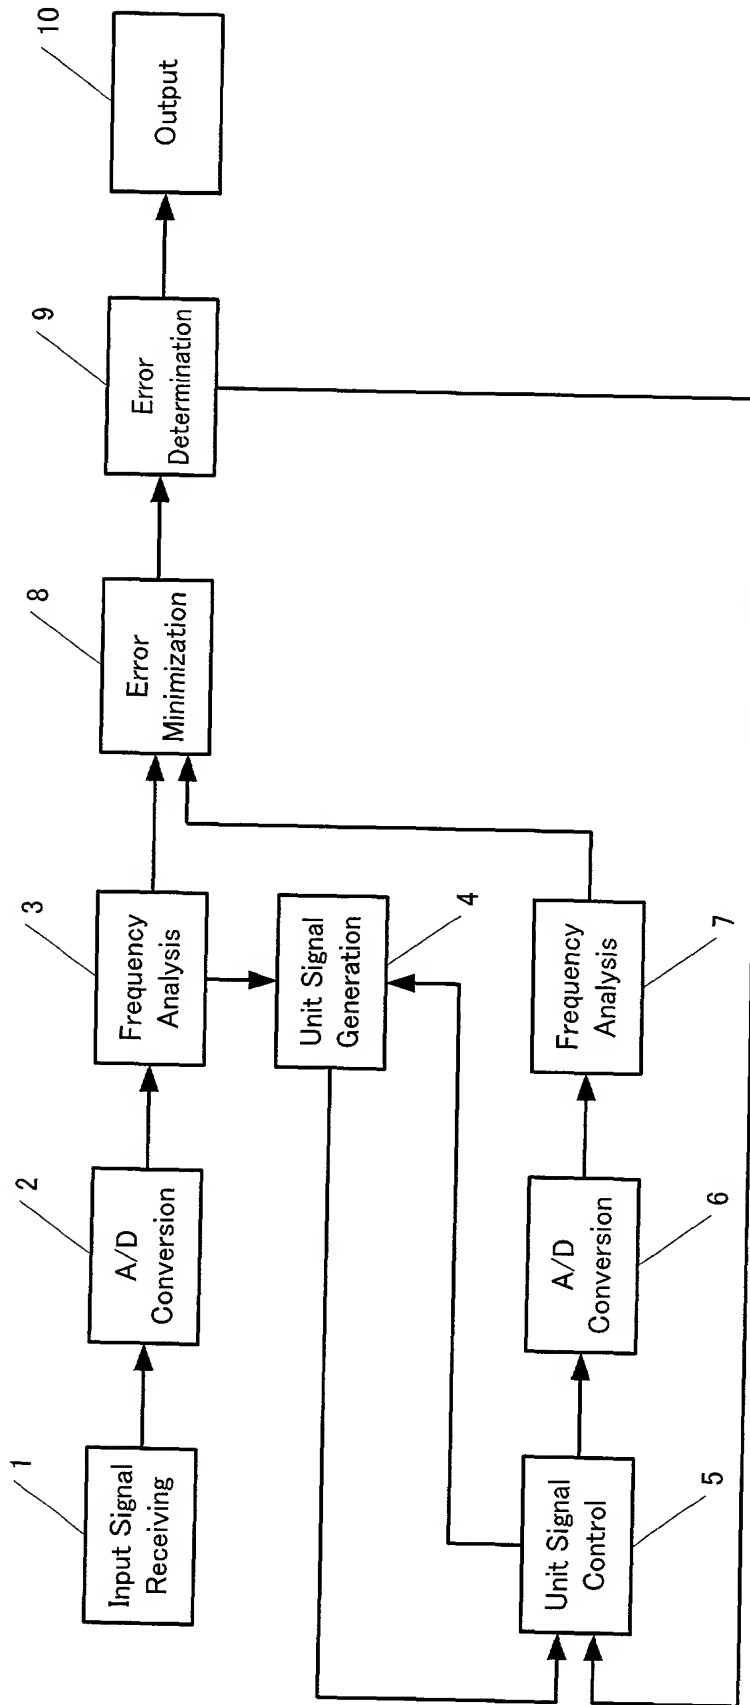 1
Input Signal
Receiving
2
A/D
Conversion
3
Frequency
Analysis
8
Error
Minimization
9
Error
Determination
10
Output
Unit Signal
Generation
4
Unit Signal
Control
5
A/D
Conversion
6
Frequency
Analysis
7